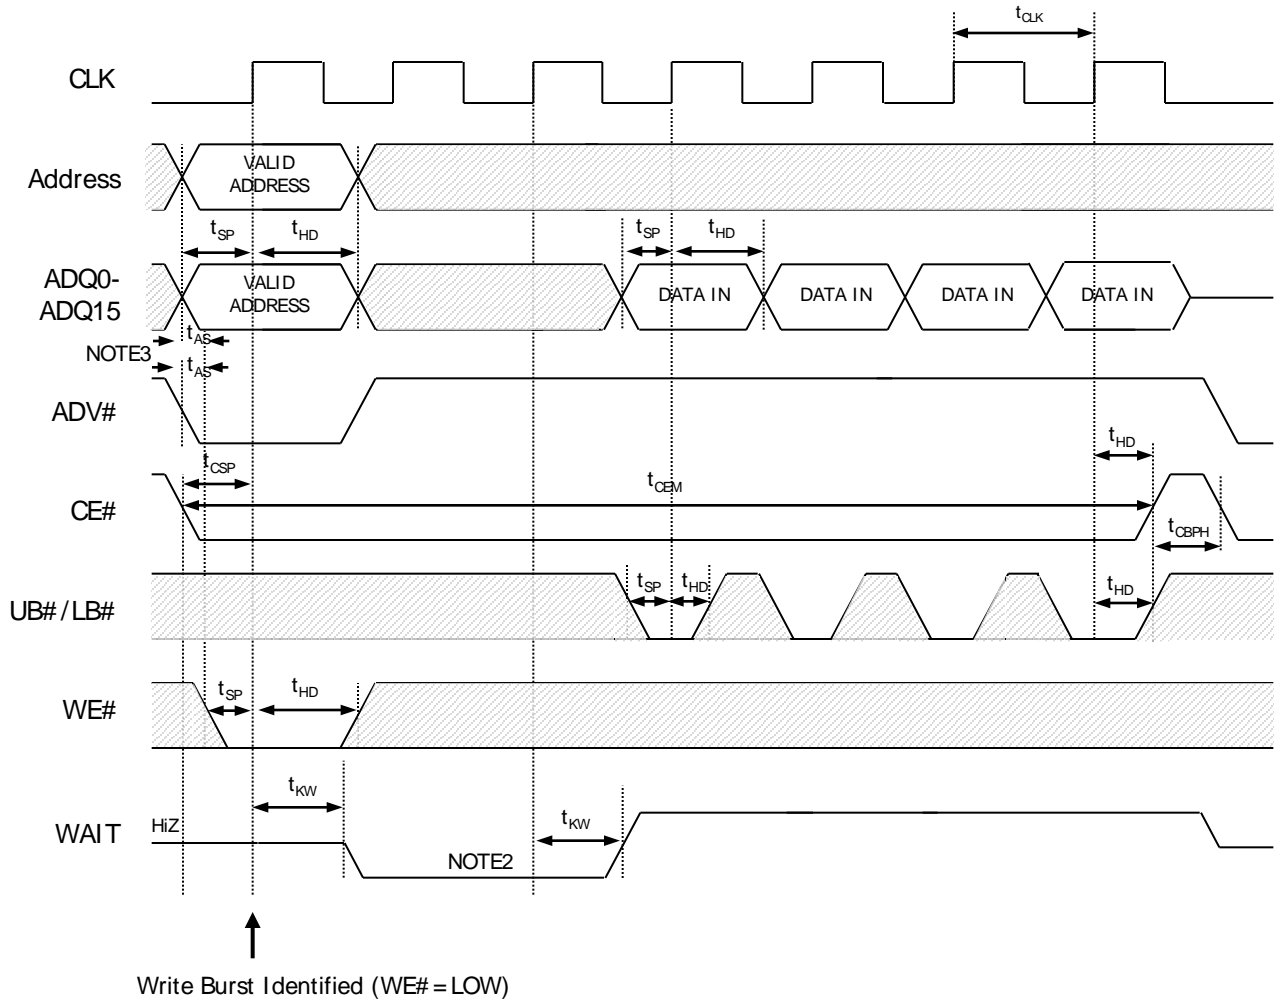 tCLK
CLK
VALID
ADDRESS
Address
tSP
tHD
tSP
tHD
ADQ0-
ADQ15
VALID
ADDRESS
DATA IN
DATA IN
DATA IN
DATA IN
tAS
NOTE3
tAS
ADV#
tHD
tCSP
tCEM
CE#
tCBPH
UB# / LB#
tSP
tHD
tHD
WE#
tSP
tHD
tKW
WAIT
HiZ
tKW
NOTE2
Write Burst Identified (WE# = LOW)